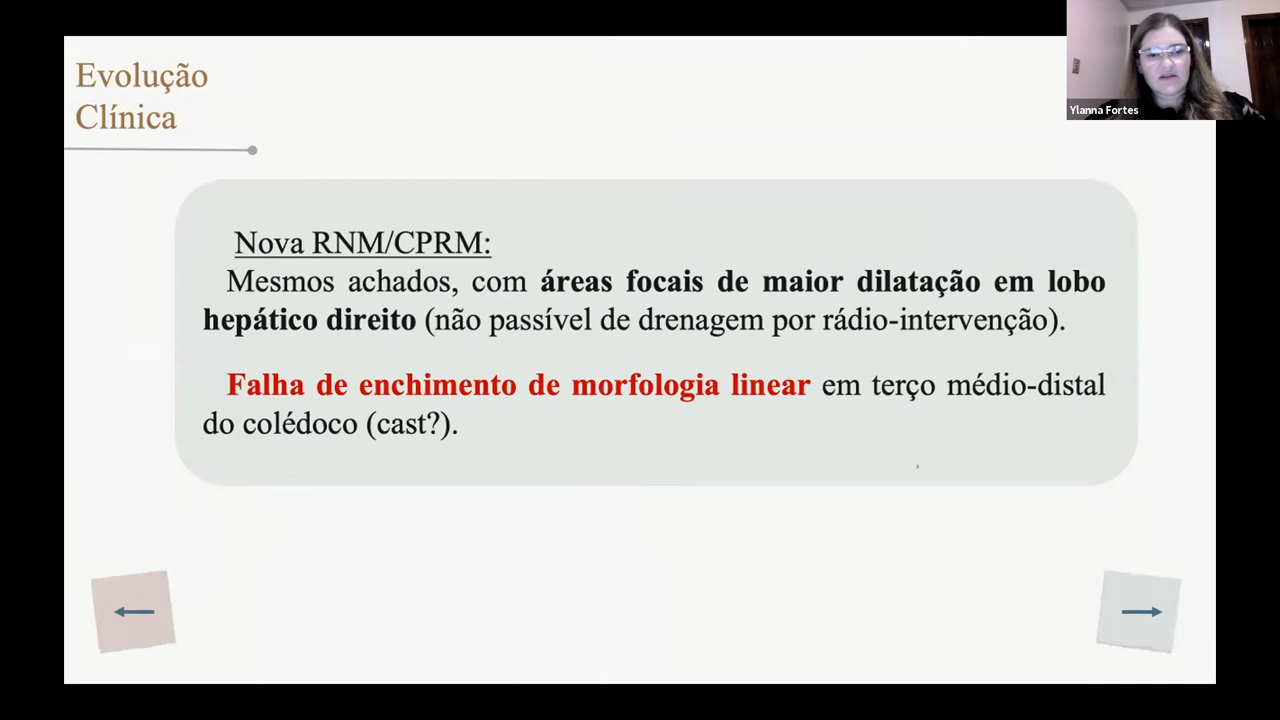 Evolução
Clínica
Ylanna Fortes
Nova RNM/CPRM:
Mesmos achados, com áreas focais de maior dilatação em lobo
hepático direito (não passível de drenagem por rádio-intervenção).
Falha de enchimento de morfologia linear em terço médio-distal
do colédoco (cast?).